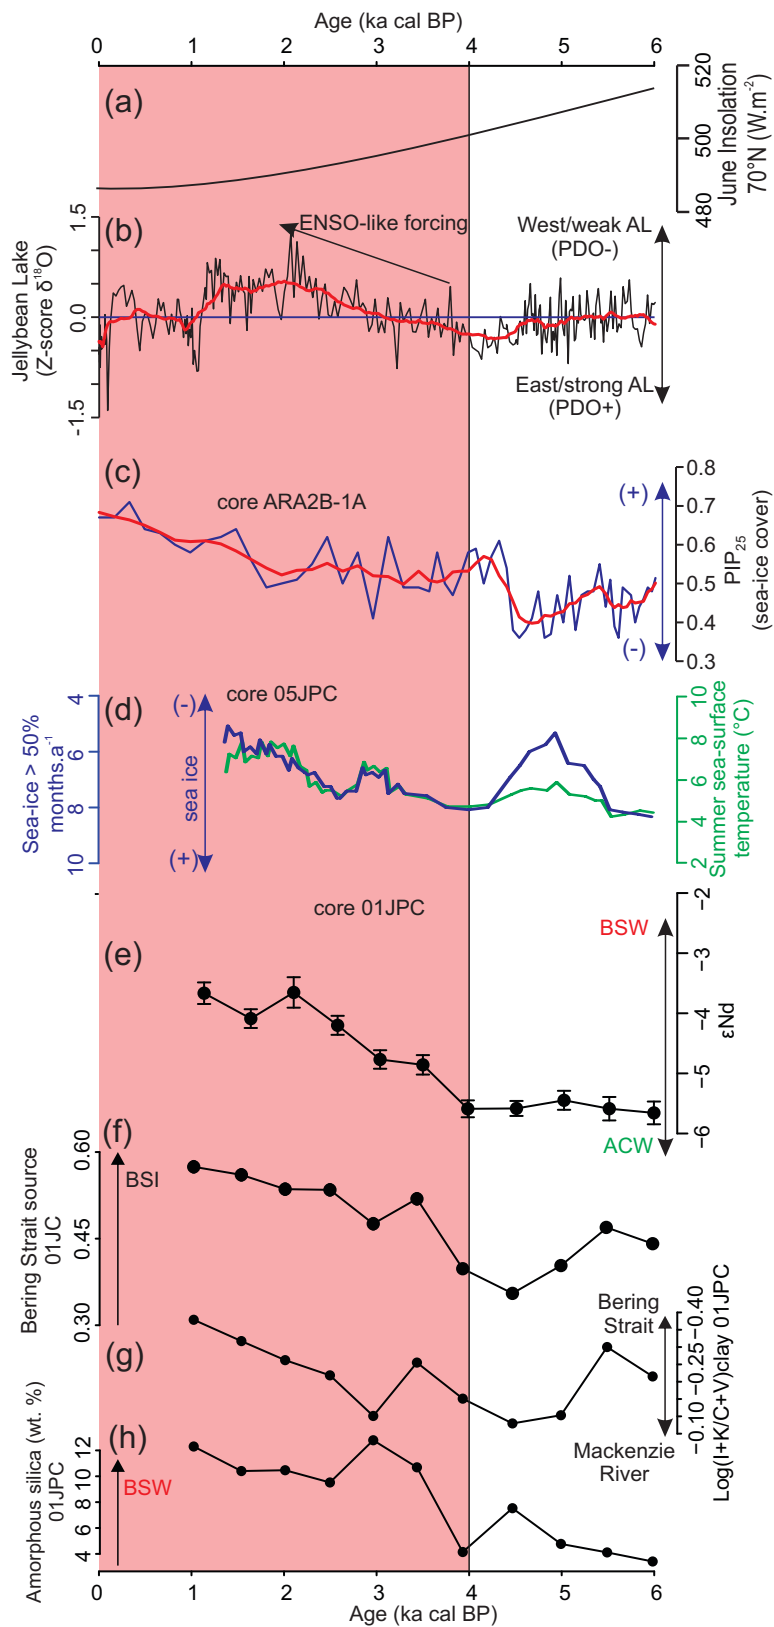 Age (ka cal BP)
0 1 2 3 4 5 6
(a)
520
500
480
June Insolation
70°N (W.m⁻²)
(b)
1.5
0.0
-1.5
Jellybean Lake
(Z-score δ¹⁸O)
ENSO-like forcing
West/weak AL
(PDO-)
East/strong AL
(PDO+)
(c)
core ARA2B-1A
(+)
(-)
0.8
0.7
0.6
0.5
0.4
0.3
PIP₂₅
(sea-ice cover)
(d)
core 05JPC
4
6
8
10
Sea-ice > 50%
months.a⁻¹
(-)
sea ice
(+)
10
8
6
4
2
Summer sea-surface
temperature (°C)
core 01JPC
(e)
BSW
ACW
−2
−3
−4
−5
−6
εNd
(f)
0.60
0.45
0.30
Bering Strait source
01JC
BSI
(g)
Bering
Strait
Mackenzie
River
−0.10 −0.25 −0.40
Log(I+K/C+V)clay 01JPC
(h)
12
10
8
6
4
Amorphous silica (wt. %)
01JPC
BSW
0 1 2 3 4 5 6
Age (ka cal BP)